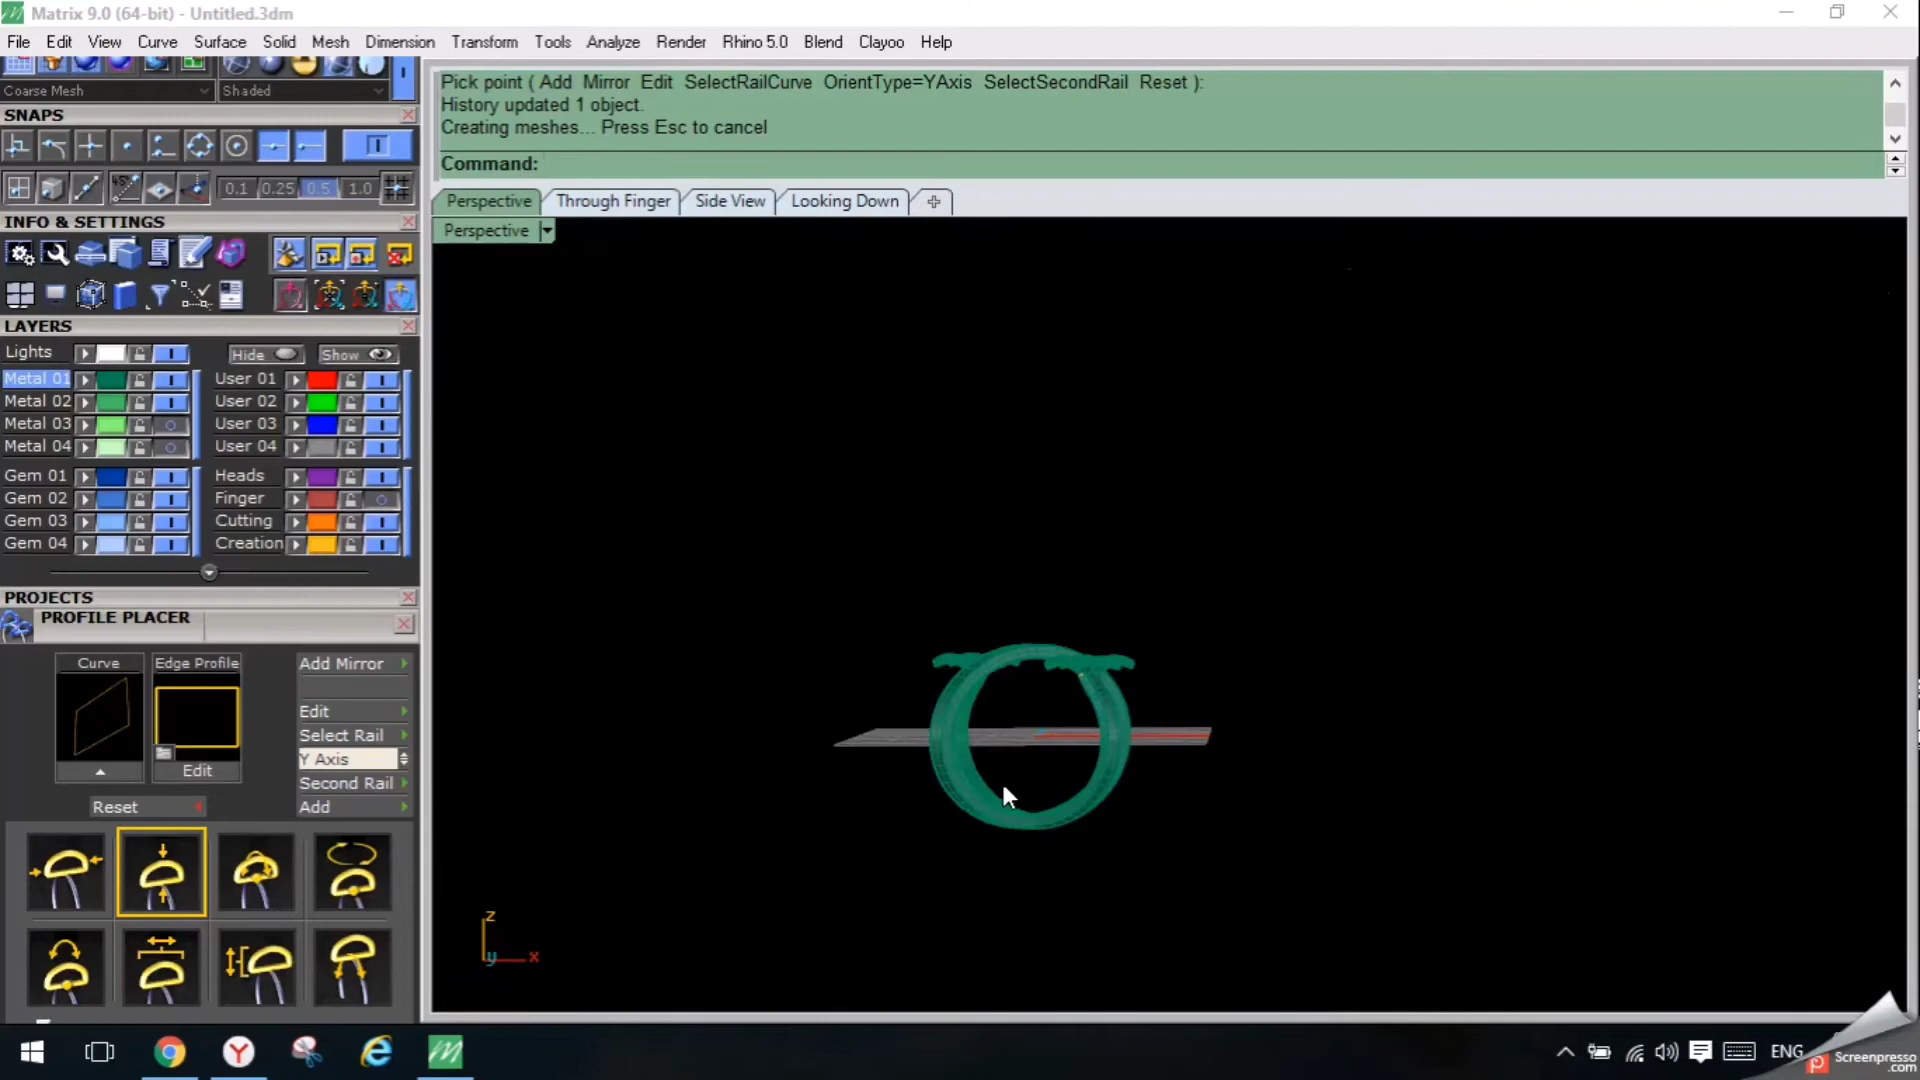 Matrix 9.0 (64-bit) - Untitled.3dm
File Edit View Curve Surface Solid Mesh Dimension Transform Tools Analyze Render Rhino 5.0 Blend Clayoo Help
Coarse Mesh Shaded
SNAPS
45°
0.1 0.25 0.5 1.0
INFO & SETTINGS
LAYERS
Lights Hide Show
Metal 01 User 01
Metal 02 User 02
Metal 03 User 03
Metal 04 User 04
Gem 01 Heads
Gem 02 Finger
Gem 03 Cutting
Gem 04 Creation
PROJECTS
PROFILE PLACER
Curve Edge Profile Add Mirror
Edit
Select Rail
Y Axis
Edit Second Rail
Reset Add
Pick point ( Add Mirror Edit SelectRailCurve OrientType=YAxis SelectSecondRail Reset ):
History updated 1 object.
Creating meshes... Press Esc to cancel
Command:
Perspective Through Finger Side View Looking Down
Perspective
z
y x
ENG
Screenpresso
.com